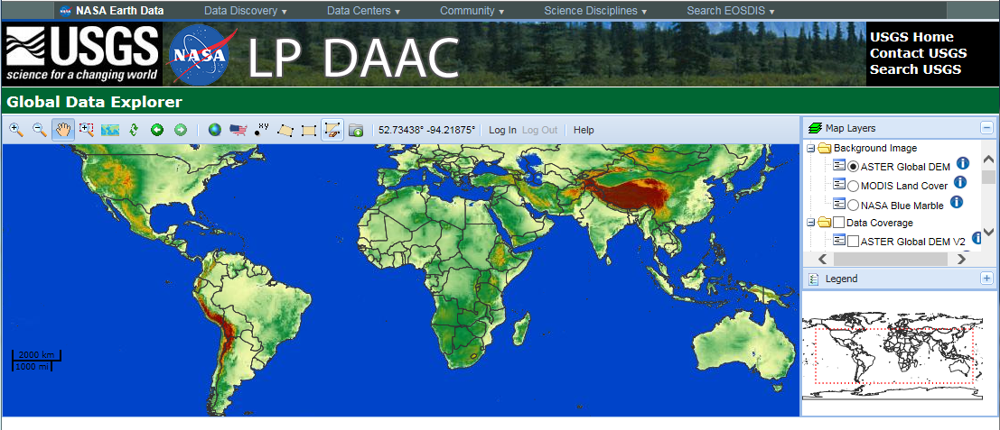 NASA Earth Data
Data Discovery ▾
Data Centers ▾
Community ▾
Science Disciplines ▾
Search EOSDIS ▾
USGS
science for a changing world
NASA
LP DAAC
USGS Home
Contact USGS
Search USGS
Global Data Explorer
XY
52.73438° -94.21875°
Log In
Log Out
Help
2000 km
1000 mi
Map Layers
Background Image
ASTER Global DEM
MODIS Land Cover
NASA Blue Marble
Data Coverage
ASTER Global DEM V2
Legend